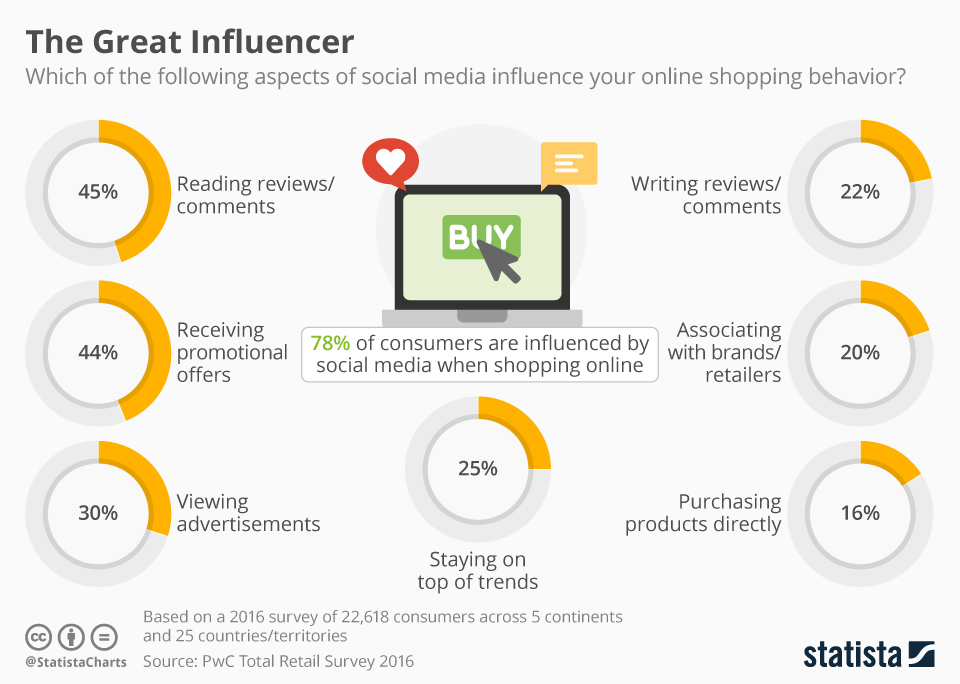 The Great Influencer
Which of the following aspects of social media influence your online shopping behavior?
45%
Reading reviews/
comments
44%
Receiving
promotional
offers
30%
Viewing
advertisements
BUY
78% of consumers are influenced by
social media when shopping online
25%
Staying on
top of trends
Writing reviews/
comments
22%
Associating
with brands/
retailers
20%
Purchasing
products directly
16%
Based on a 2016 survey of 22,618 consumers across 5 continents
and 25 countries/territories
cc
@StatistaCharts
Source: PwC Total Retail Survey 2016
statista